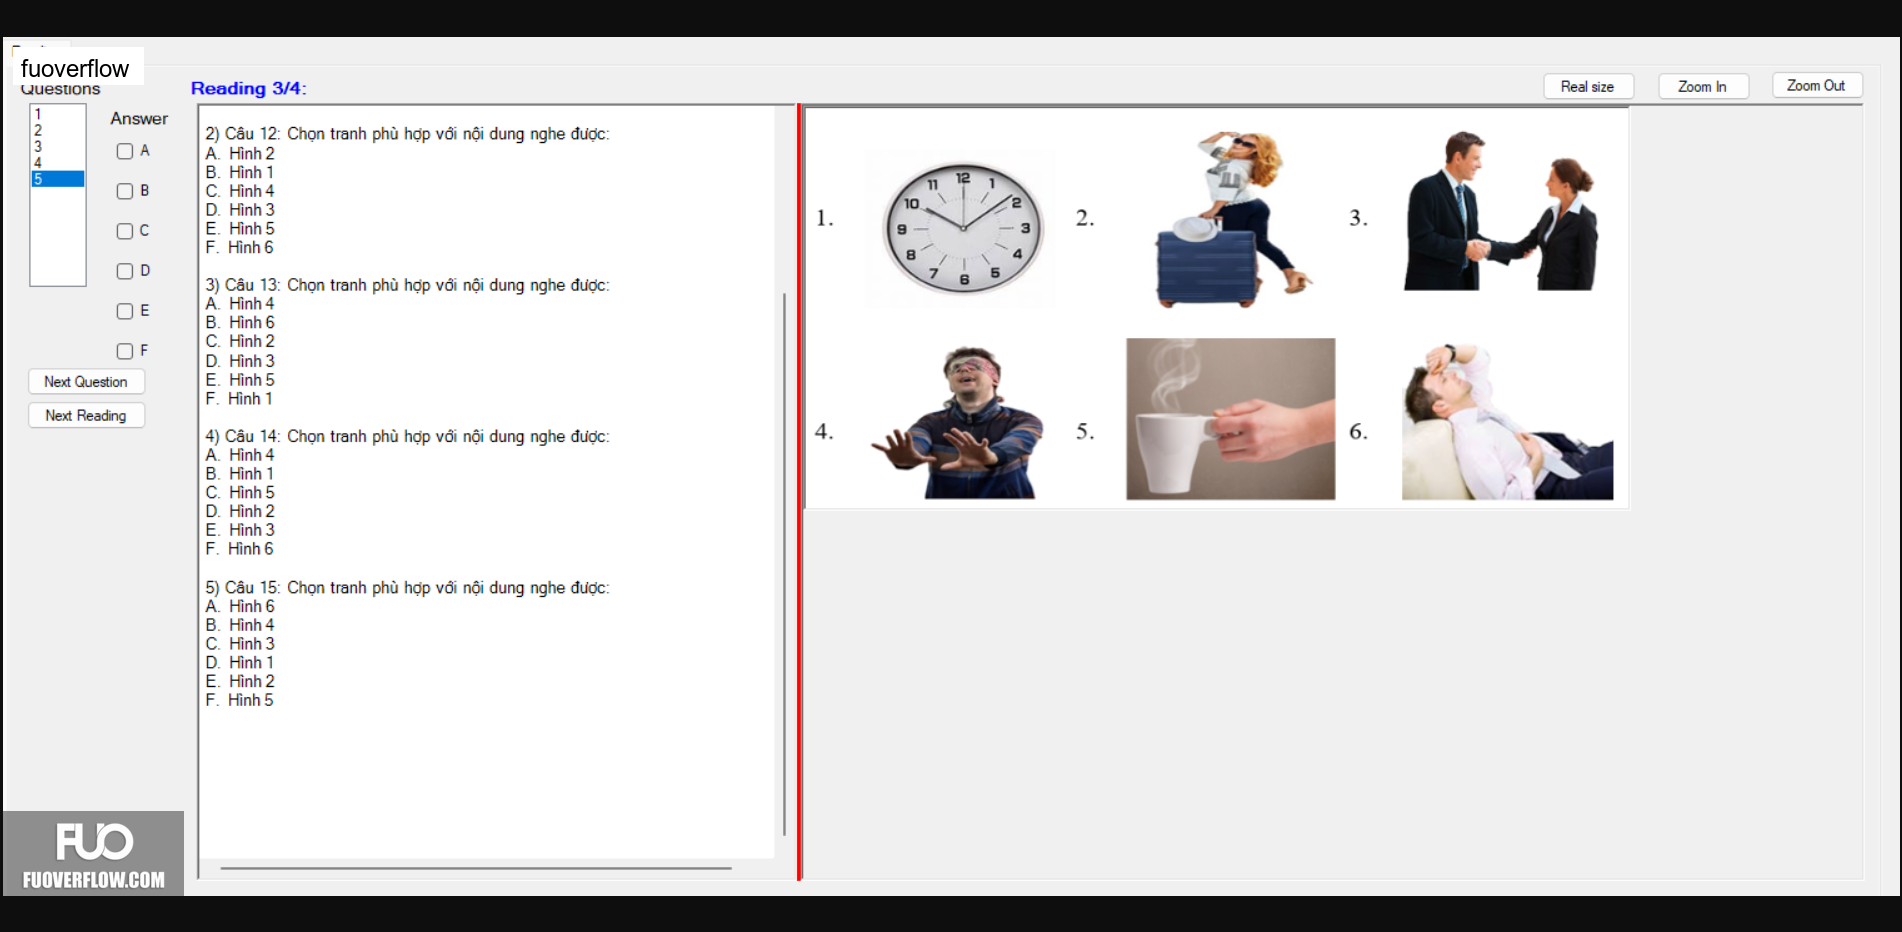 fuoverflow
Questions
Reading 3/4:
Real size
Zoom In
Zoom Out
1
2
3
4
5
Answer
A
B
C
D
E
F
Next Question
Next Reading
2) Câu 12: Chọn tranh phù hợp với nội dung nghe được:
A. Hình 2
B. Hình 1
C. Hình 4
D. Hình 3
E. Hình 5
F. Hình 6
3) Câu 13: Chọn tranh phù hợp với nội dung nghe được:
A. Hình 4
B. Hình 6
C. Hình 2
D. Hình 3
E. Hình 5
F. Hình 1
4) Câu 14: Chọn tranh phù hợp với nội dung nghe được:
A. Hình 4
B. Hình 1
C. Hình 5
D. Hình 2
E. Hình 3
F. Hình 6
5) Câu 15: Chọn tranh phù hợp với nội dung nghe được:
A. Hình 6
B. Hình 4
C. Hình 3
D. Hình 1
E. Hình 2
F. Hình 5
1.
12
1
2
3
4
5
6
7
8
9
10
11
2.
3.
4.
5.
6.
FUO
FUOVERFLOW.COM